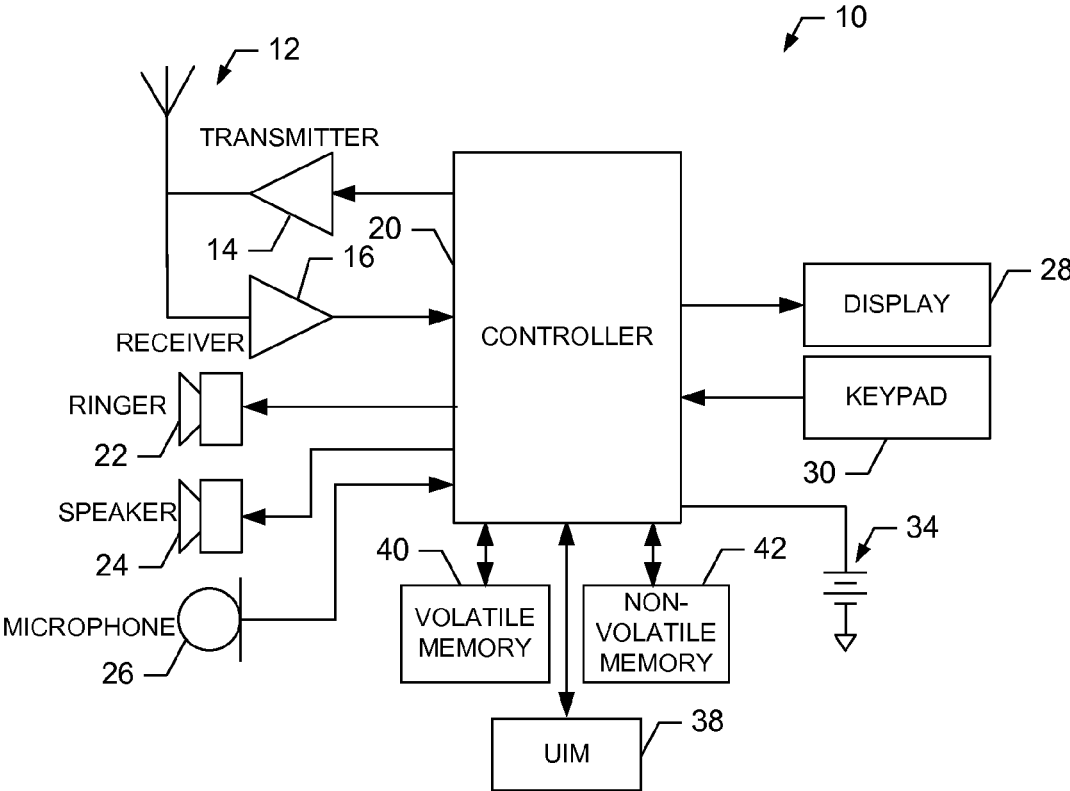 10
12
TRANSMITTER
14
20
16
RECEIVER
CONTROLLER
DISPLAY
28
KEYPAD
30
RINGER
22
SPEAKER
24
MICROPHONE
26
34
40
VOLATILE
MEMORY
42
NON-
VOLATILE
MEMORY
UIM
38